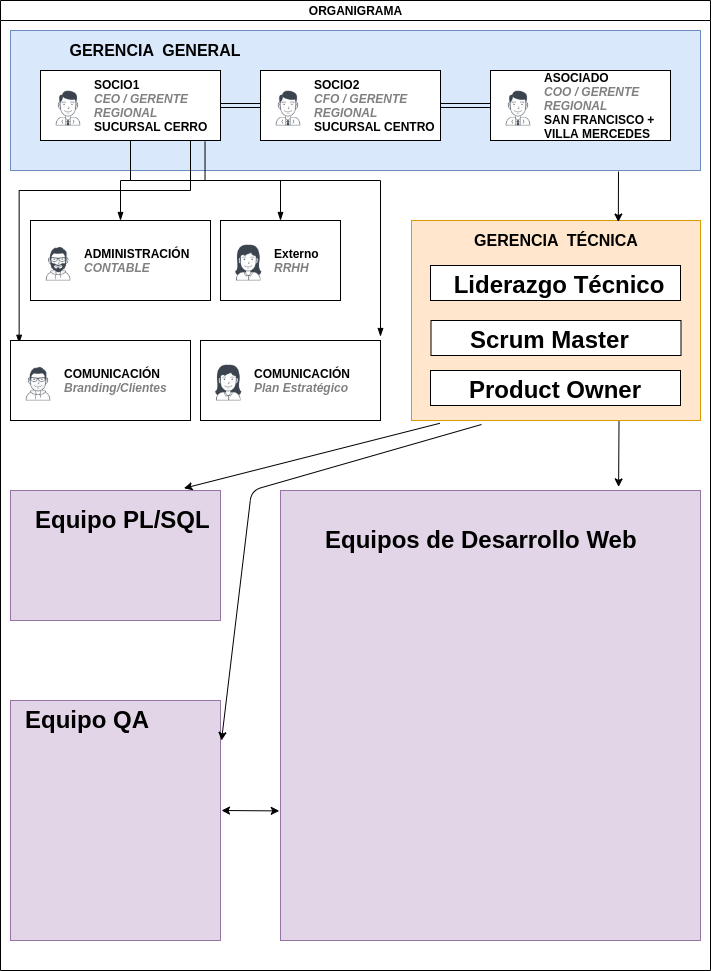 ORGANIGRAMA
GERENCIA GENERAL
SOCIO1
CEO / GERENTE
REGIONAL
SUCURSAL CERRO
SOCIO2
CFO / GERENTE
REGIONAL
SUCURSAL CENTRO
ASOCIADO
COO / GERENTE
REGIONAL
SAN FRANCISCO +
VILLA MERCEDES
ADMINISTRACIÓN
CONTABLE
Externo
RRHH
COMUNICACIÓN
Branding/Clientes
COMUNICACIÓN
Plan Estratégico
GERENCIA TÉCNICA
Liderazgo Técnico
Scrum Master
Product Owner
Equipo PL/SQL
Equipos de Desarrollo Web
Equipo QA